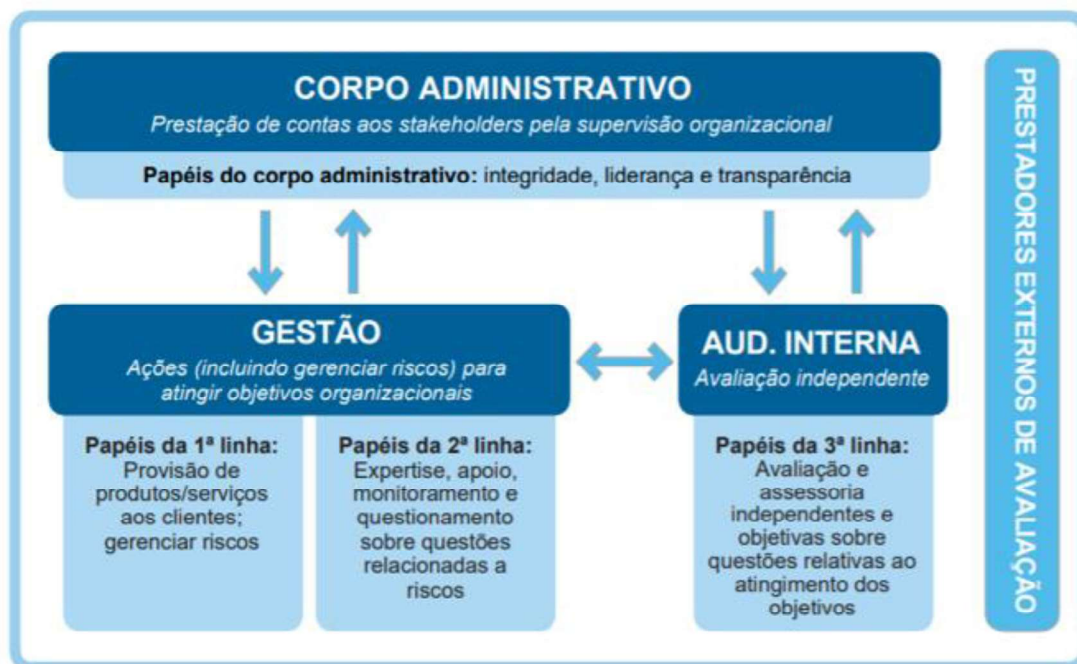 CORPO ADMINISTRATIVO
Prestação de contas aos stakeholders pela supervisão organizacional
Papéis do corpo administrativo: integridade, liderança e transparência
GESTÃO
Ações (incluindo gerenciar riscos) para
atingir objetivos organizacionais
Papéis da 1ª linha:
Provisão de
produtos/serviços
aos clientes;
gerenciar riscos
Papéis da 2ª linha:
Expertise, apoio,
monitoramento e
questionamento
sobre questões
relacionadas a
riscos
AUD. INTERNA
Avaliação independente
Papéis da 3ª linha:
Avaliação e
assessoria
independentes e
objetivas sobre
questões relativas ao
atingimento dos
objetivos
PRESTADORES EXTERNOS DE AVALIAÇÃO